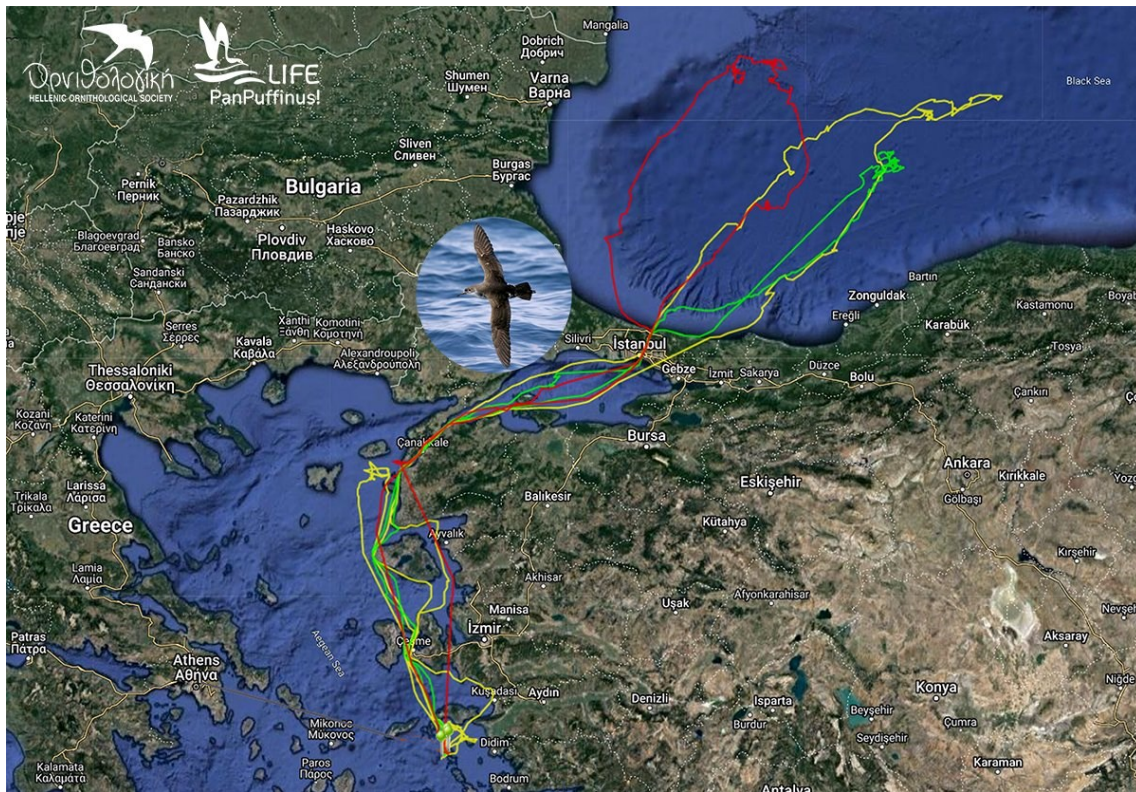 Ορνιθολογική
HELLENIC ORNITHOLOGICAL SOCIETY
LIFE
PanPuffinus!
Mangalia
Dobrich
Добрич
Shumen
Шумен
Varna
Варна
Black Sea
Sliven
Сливен
Burgas
Бургас
Pernik
Перник
Bulgaria
Pazardzhik
Пазарджик
Plovdiv
Пловдив
Haskovo
Хасково
Blagoevgrad
Благоевград
Bansko
Банско
Sandanski
Сандански
Bartın
Zonguldak
Ereğli
Kastamonu
Boyab
Karabük
Tosya
Serres
Σέρρες
Xanthi
Ξάνθη
Komotini
Κομοτηνή
Kavala
Καβάλα
Alexandroupoli
Αλεξανδρούπολη
Silivri
İstanbul
Gebze
İzmit
Sakarya
Düzce
Bolu
Thessaloniki
Θεσσαλονίκη
Kozani
Κοζάνη
Katerini
Κατερίνη
Çankırı
Çanakkale
Bursa
Ankara
Kırıkkale
Yozg
Gölbaşı
Eskişehir
Larissa
Λάρισα
Trikala
Τρίκαλα
Greece
Balıkesir
Kütahya
Ayvalık
Kırşehir
Lamia
Λαμία
Akhisar
Afyonkarahisar
Manisa
Uşak
Nevşeh
Patras
Πάτρα
Çeşme
İzmir
Aksaray
Aegean Sea
Athens
Αθήνα
Kuşadası
Aydın
Denizli
Isparta
Konya
Niğde
Burdur
Beyşehir
Çumra
Seydişehir
Mikonos
Μύκονος
Didim
Paros
Πάρος
Kalamata
Καλαμάτα
Bodrum
Antalya
Karaman